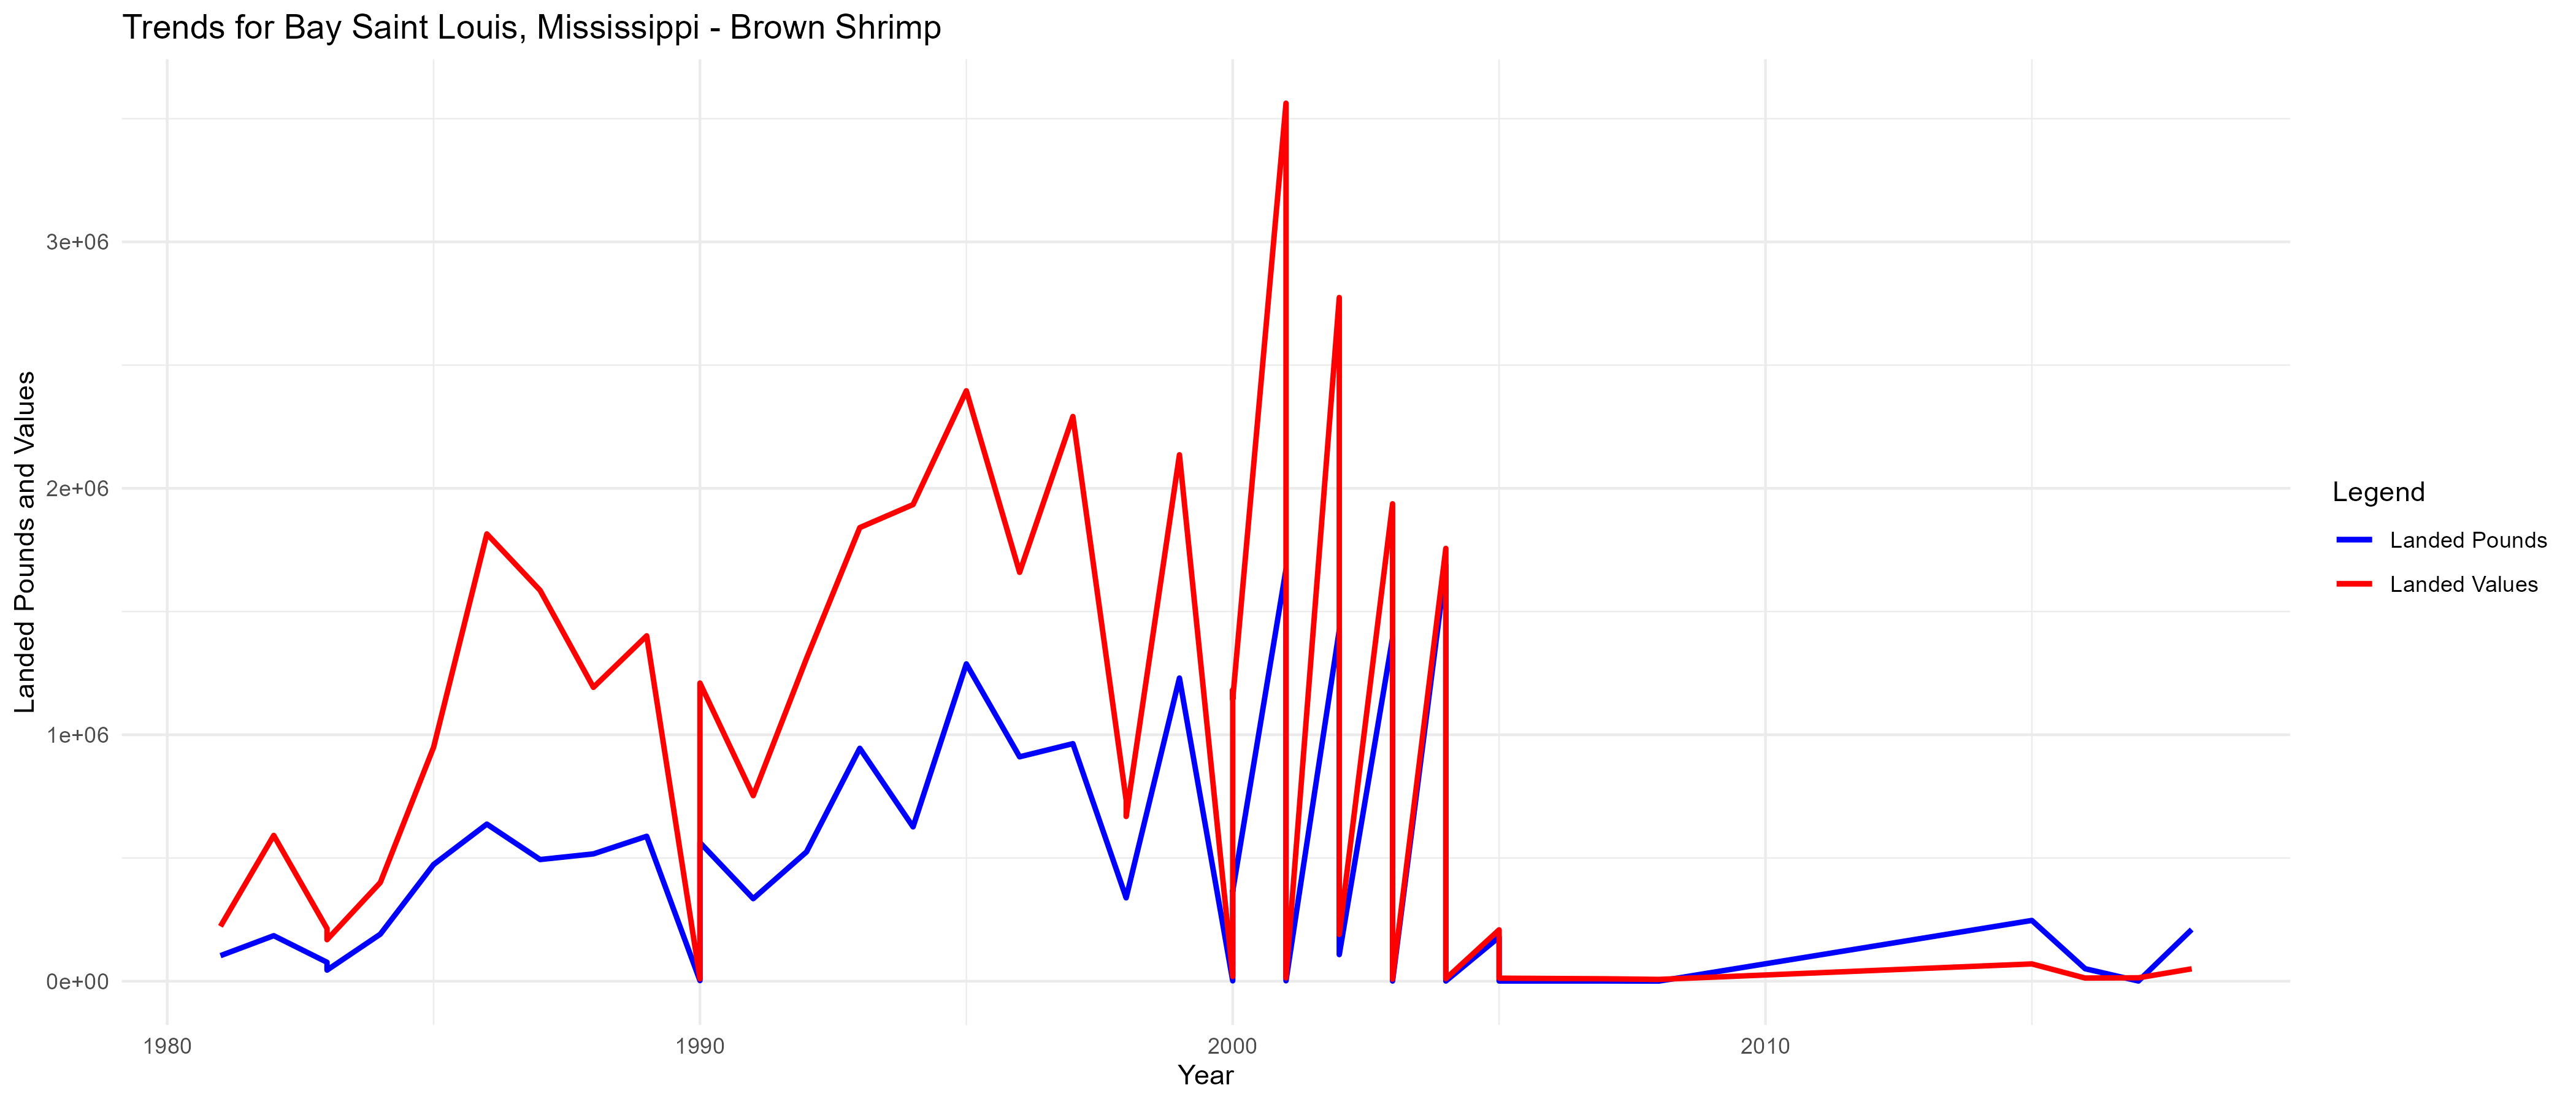 Trends for Bay Saint Louis, Mississippi - Brown Shrimp
Landed Pounds and Values
3e+06
2e+06
1e+06
0e+00
1980
1990
2000
2010
Year
Legend
Landed Pounds
Landed Values